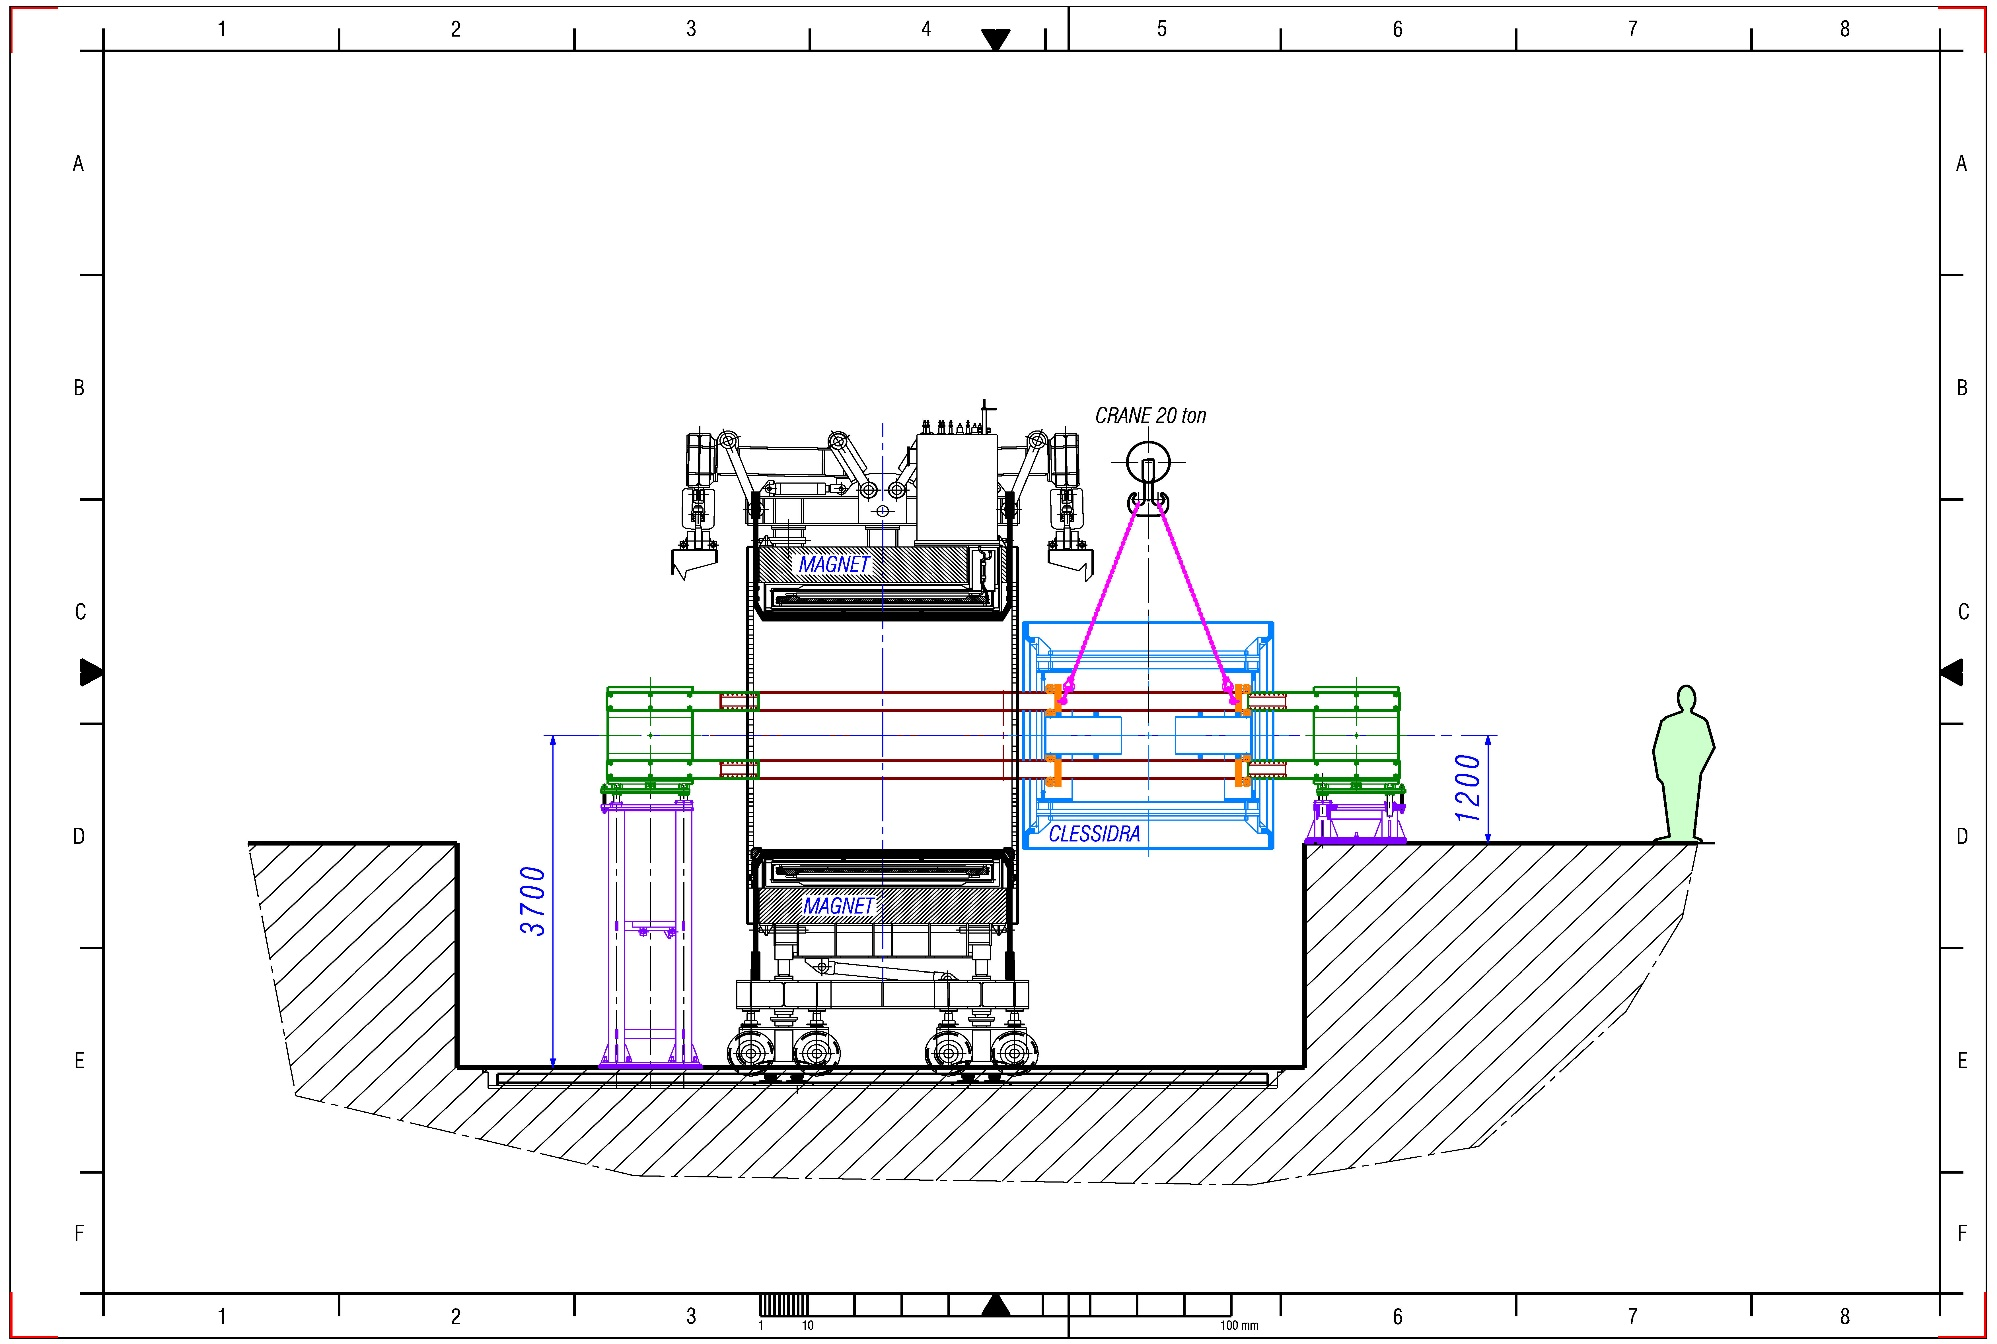 1 2 3 4 5 6 7 8
A A
B B
CRANE 20 ton
MAGNET
C C
1200
CLESSIDRA
D D
3700
MAGNET
E E
F F
1 2 3 6 7 8
1 10 100 mm